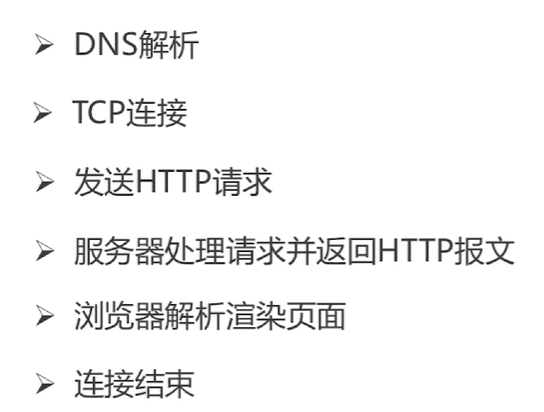 DNS解析
TCP连接
发送HTTP请求
服务器处理请求并返回HTTP报文
浏览器解析渲染页面
连接结束